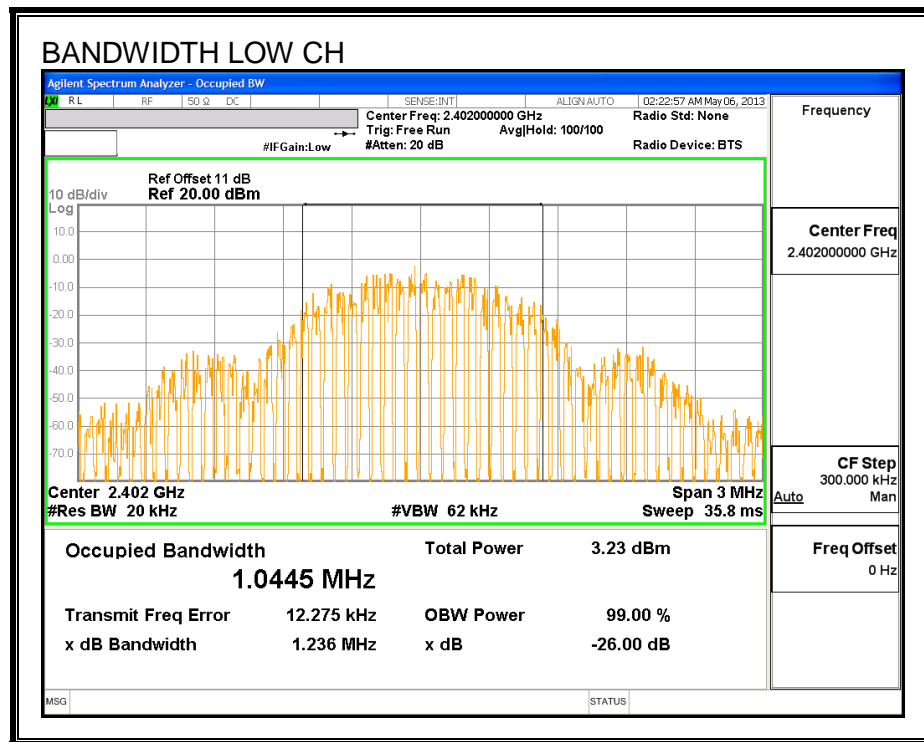 BANDWIDTH LOW CH
Agilent Spectrum Analyzer - Occupied BW
LXI RL RF 50 Ω DC SENSE:INT ALIGN AUTO 02:22:57 AM May 06, 2013
Center Freq: 2.402000000 GHz Radio Std: None
Trig: Free Run Avg|Hold: 100/100
#IFGain:Low #Atten: 20 dB Radio Device: BTS
Ref Offset 11 dB
10 dB/div Ref 20.00 dBm
Log
10.0
0.00
-10.0
-20.0
-30.0
-40.0
-50.0
-60.0
-70.0
Center 2.402 GHz Span 3 MHz
#Res BW 20 kHz #VBW 62 kHz Sweep 35.8 ms
Occupied Bandwidth Total Power 3.23 dBm
1.0445 MHz
Transmit Freq Error 12.275 kHz OBW Power 99.00 %
x dB Bandwidth 1.236 MHz x dB -26.00 dB
MSG STATUS
Frequency
Center Freq
2.402000000 GHz
CF Step
300.000 kHz
Auto Man
Freq Offset
0 Hz